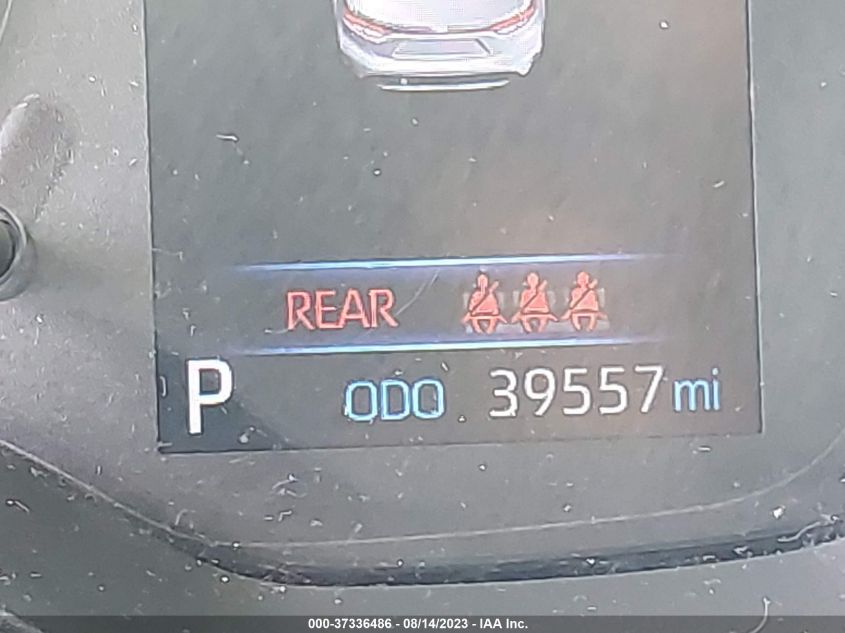 REAR
P ODO 39557 mi
000-37336486 - 08/14/2023 - IAA Inc.